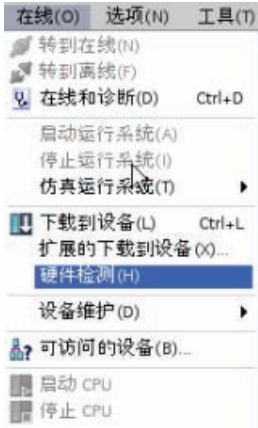 在线(O) 选项(N) 工具(T)
转到在线(N)
转到离线(F)
在线和诊断(D) Ctrl+D
启动运行系统(A)
停止运行系统(I)
仿真运行系统(T)
下载到设备(L) Ctrl+L
扩展的下载到设备(X)...
硬件检测(H)
设备维护(D)
可访问的设备(B)...
启动 CPU
停止 CPU